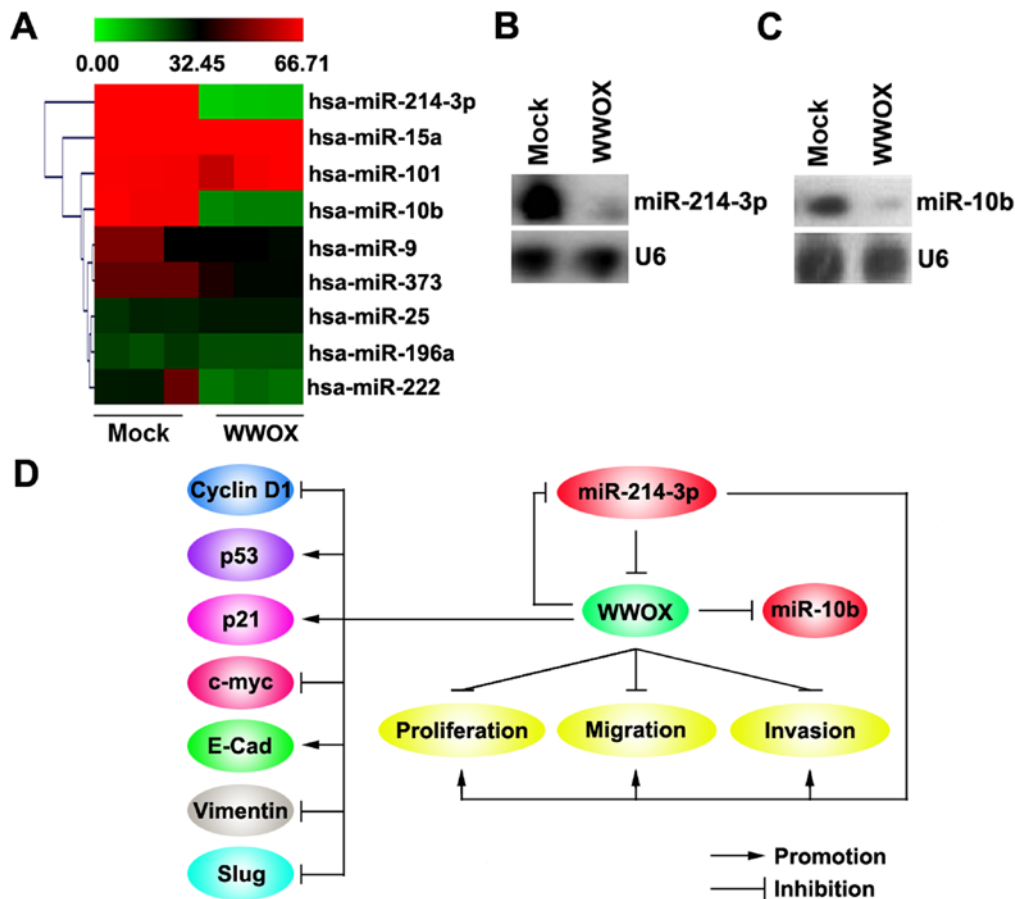 A
0.00 32.45 66.71
hsa-miR-214-3p
hsa-miR-15a
hsa-miR-101
hsa-miR-10b
hsa-miR-9
hsa-miR-373
hsa-miR-25
hsa-miR-196a
hsa-miR-222
Mock WWOX
B
Mock WWOX
miR-214-3p
U6
C
Mock WWOX
miR-10b
U6
D
Cyclin D1
p53
p21
c-myc
E-Cad
Vimentin
Slug
miR-214-3p
WWOX
miR-10b
Proliferation Migration Invasion
Promotion
Inhibition